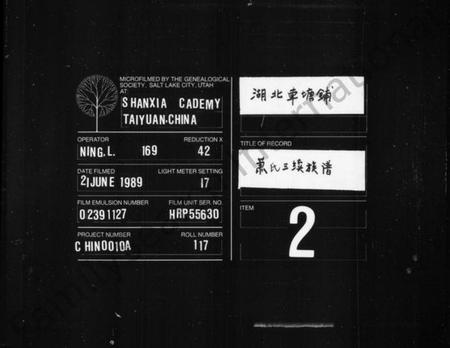 MICROFILMED BY THE GENEALOGICAL
SOCIETY, SALT LAKE CITY, UTAH
AT:
SHANXIA CADEMY
TAIYUAN.CHINA
OPERATOR
REDUCTION X
NING.L. 169 42
DATE FILMED
LIGHT METER SETTING
21JUNE 1989 17
FILM EMULSION NUMBER
FILM UNIT SER. NO.
02391127 HRP55630
PROJECT NUMBER
ROLL NUMBER
CHIN0010A 117
湖北車塘鋪
TITLE OF RECORD
蕭氏三續族譜
ITEM
2